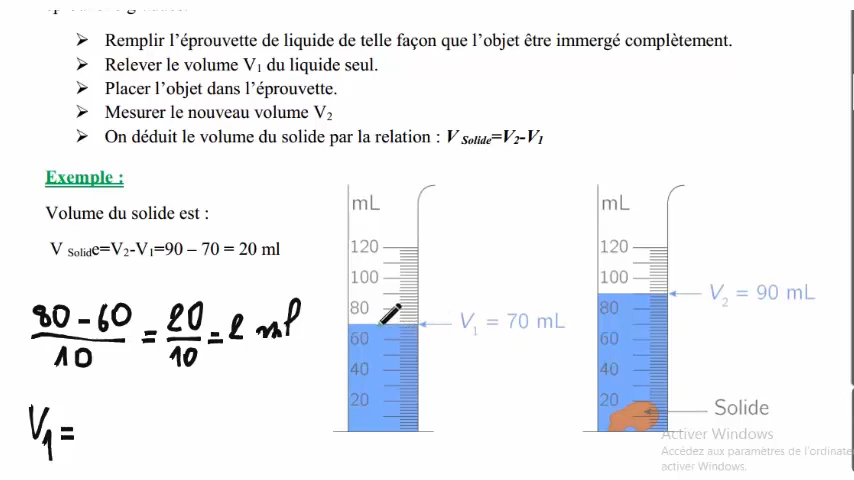 ➢ Remplir l'éprouvette de liquide de telle façon que l'objet être immergé complètement.
➢ Relever le volume V₁ du liquide seul.
➢ Placer l'objet dans l'éprouvette.
➢ Mesurer le nouveau volume V₂
➢ On déduit le volume du solide par la relation : V Solide=V₂-V₁
Exemple :
Volume du solide est :
V Solide=V₂-V₁=90 – 70 = 20 ml
80 - 60 / 10 = 20 / 10 = 2 ml
V₁ =
mL
120
100
80
60
40
20
V₁ = 70 mL
mL
120
100
80
60
40
20
V₂ = 90 mL
Solide
Activer Windows
Accédez aux paramètres de l'ordinate
activer Windows.